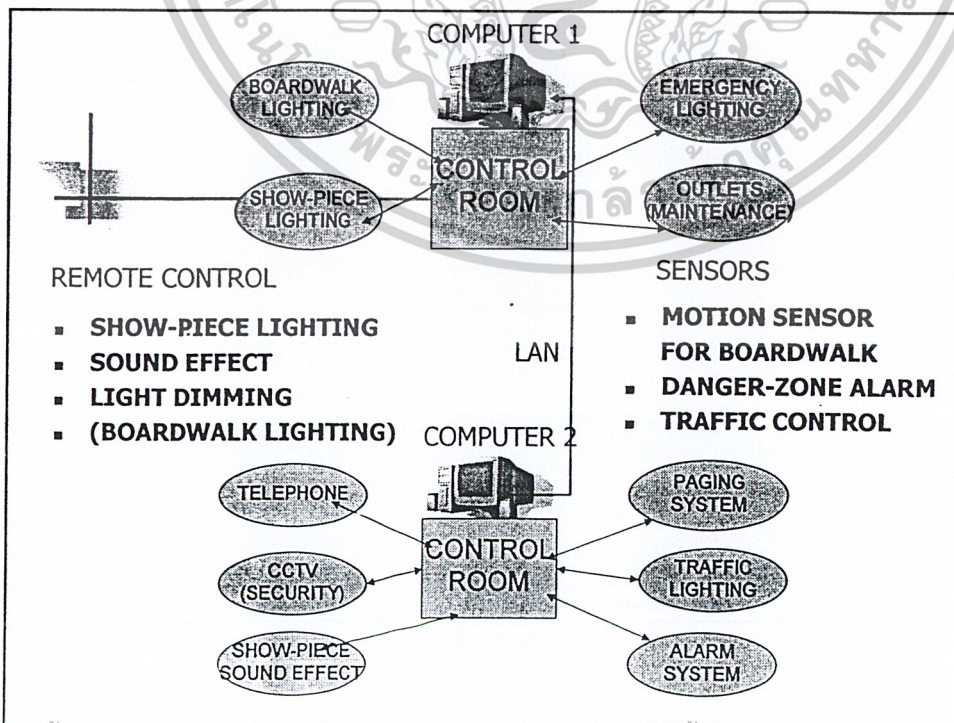 COMPUTER 1
BOARDWALK
LIGHTING
EMERGENCY
LIGHTING
CONTROL
ROOM
SHOW-PIECE
LIGHTING
OUTLETS
(MAINTENANCE)
REMOTE CONTROL
▪ SHOW-PIECE LIGHTING
▪ SOUND EFFECT
▪ LIGHT DIMMING
▪ (BOARDWALK LIGHTING)
LAN
SENSORS
▪ MOTION SENSOR
FOR BOARDWALK
▪ DANGER-ZONE ALARM
▪ TRAFFIC CONTROL
COMPUTER 2
TELEPHONE
PAGING
SYSTEM
CONTROL
ROOM
CCTV
(SECURITY)
TRAFFIC
LIGHTING
SHOW-PIECE
SOUND EFFECT
ALARM
SYSTEM